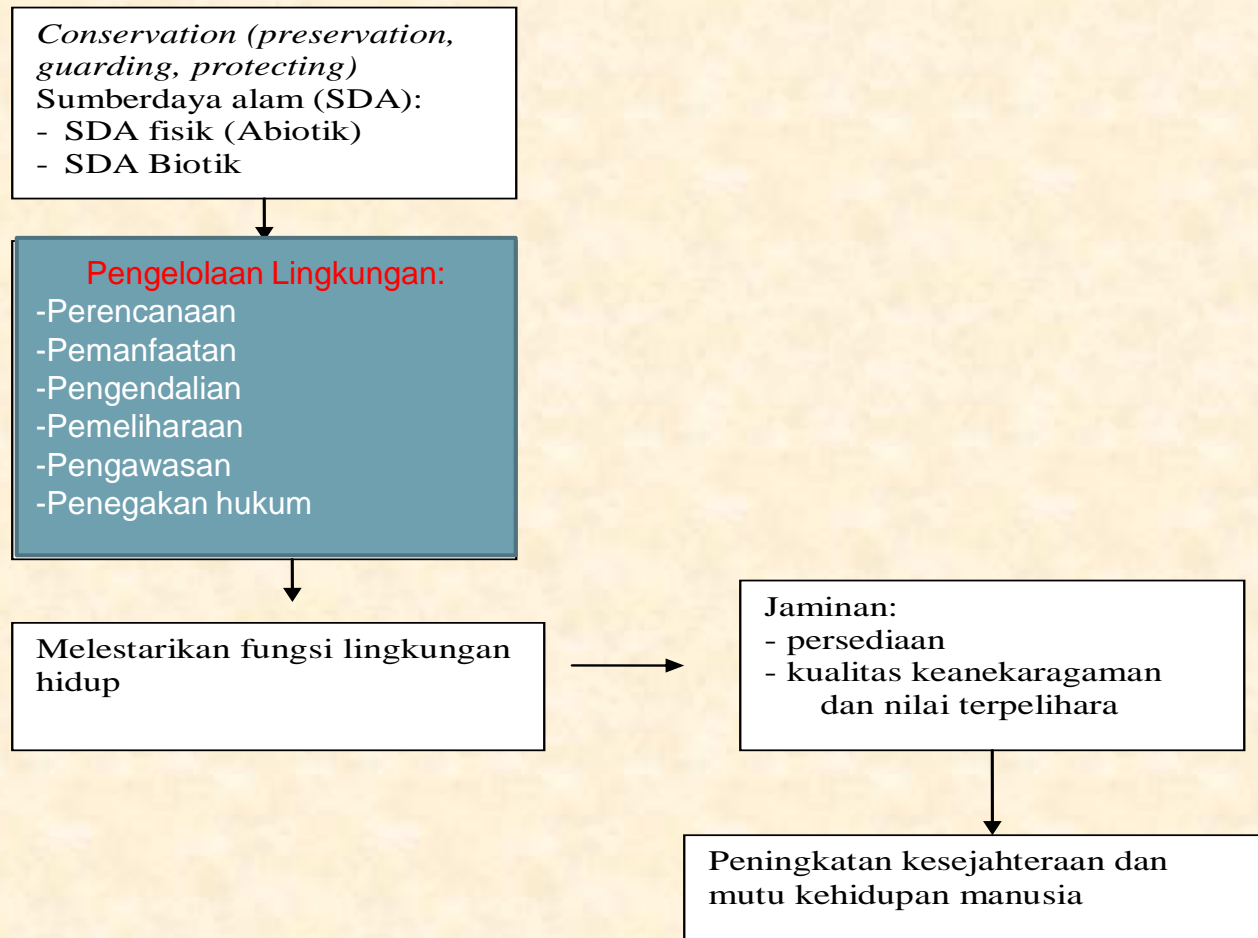 Conservation (preservation,
guarding, protecting)
Sumberdaya alam (SDA):
- SDA fisik (Abiotik)
- SDA Biotik
Pengelolaan Lingkungan:
-Perencanaan
-Pemanfaatan
-Pengendalian
-Pemeliharaan
-Pengawasan
-Penegakan hukum
Melestarikan fungsi lingkungan
hidup
Jaminan:
- persediaan
- kualitas keanekaragaman
dan nilai terpelihara
Peningkatan kesejahteraan dan
mutu kehidupan manusia